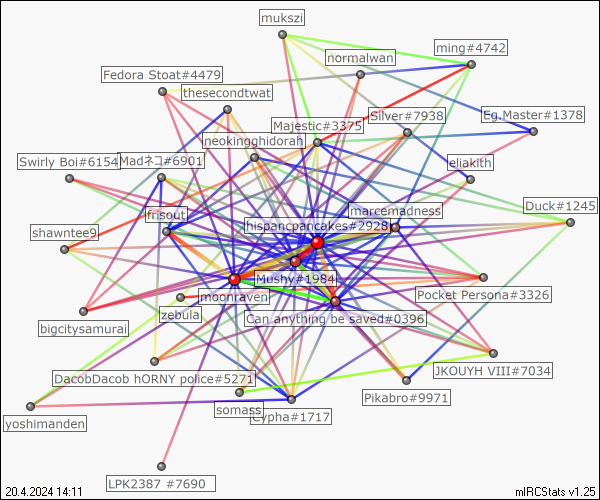 mukszi
ming#4742
normalwan
Fedora Stoat#4479
thesecondtwat
Silver#7938
Eg.Master#1378
Majestic#3375
neokingghidorah
Swirly Boi#6154
Madネコ#6901
eliakith
Duck#1245
frisout
marcemadness
hispancpancakes#2928
shawntee9
Mushy#1984
Pocket Persona#3326
moonraven
zebula
Can anything be saved#0396
bigcitysamurai
JKOUYH VIII#7034
DacobDacob hORNY police#5271
Pikabro#9971
somass
Cypha#1717
yoshimanden
LPK2387 #7690
20.4.2024 14:11
mIRCStats v1.25